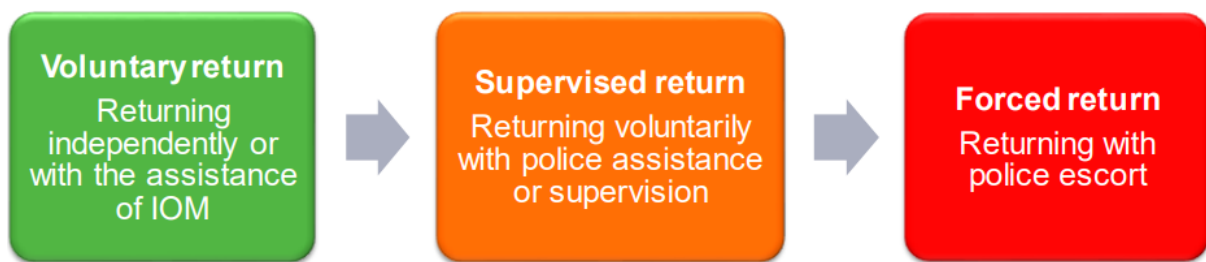 Voluntary return
Returning
independently or
with the assistance
of IOM
Supervised return
Returning voluntarily
with police assistance
or supervision
Forced return
Returning with
police escort